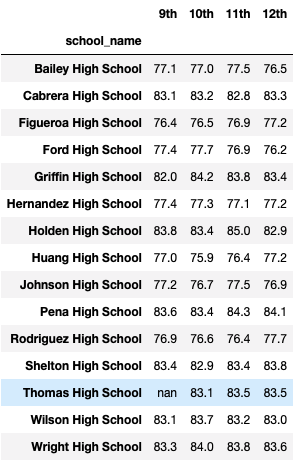 9th 10th 11th 12th
school_name
Bailey High School 77.1 77.0 77.5 76.5
Cabrera High School 83.1 83.2 82.8 83.3
Figueroa High School 76.4 76.5 76.9 77.2
Ford High School 77.4 77.7 76.9 76.2
Griffin High School 82.0 84.2 83.8 83.4
Hernandez High School 77.4 77.3 77.1 77.2
Holden High School 83.8 83.4 85.0 82.9
Huang High School 77.0 75.9 76.4 77.2
Johnson High School 77.2 76.7 77.5 76.9
Pena High School 83.6 83.4 84.3 84.1
Rodriguez High School 76.9 76.6 76.4 77.7
Shelton High School 83.4 82.9 83.4 83.8
Thomas High School nan 83.1 83.5 83.5
Wilson High School 83.1 83.7 83.2 83.0
Wright High School 83.3 84.0 83.8 83.6